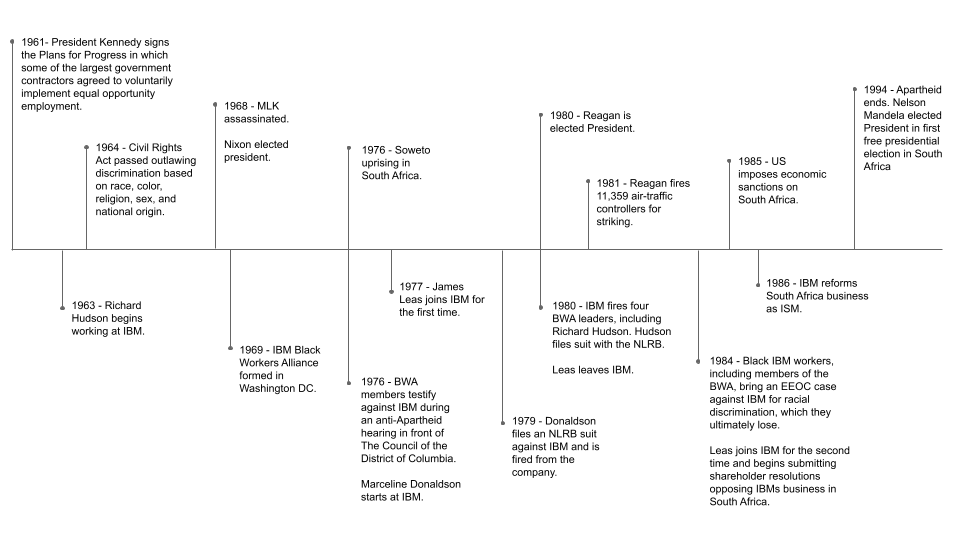 1961- President Kennedy signs
the Plans for Progress in which
some of the largest government
contractors agreed to voluntarily
implement equal opportunity
employment.
1964 - Civil Rights
Act passed outlawing
discrimination based
on race, color,
religion, sex, and
national origin.
1968 - MLK
assassinated.
Nixon elected
president.
1976 - Soweto
uprising in
South Africa.
1980 - Reagan is
elected President.
1981 - Reagan fires
11,359 air-traffic
controllers for
striking.
1985 - US
imposes economic
sanctions on
South Africa.
1994 - Apartheid
ends. Nelson
Mandela elected
President in first
free presidential
election in South
Africa
1963 - Richard
Hudson begins
working at IBM.
1969 - IBM Black
Workers Alliance
formed in
Washington DC.
1976 - BWA
members testify
against IBM during
an anti-Apartheid
hearing in front of
The Council of the
District of Columbia.
Marceline Donaldson
starts at IBM.
1977 - James
Leas joins IBM for
the first time.
1979 - Donaldson
files an NLRB suit
against IBM and is
fired from the
company.
1980 - IBM fires four
BWA leaders, including
Richard Hudson. Hudson
files suit with the NLRB.
Leas leaves IBM.
1984 - Black IBM workers,
including members of the
BWA, bring an EEOC case
against IBM for racial
discrimination, which they
ultimately lose.
Leas joins IBM for the second
time and begins submitting
shareholder resolutions
opposing IBMs business in
South Africa.
1986 - IBM reforms
South Africa business
as ISM.